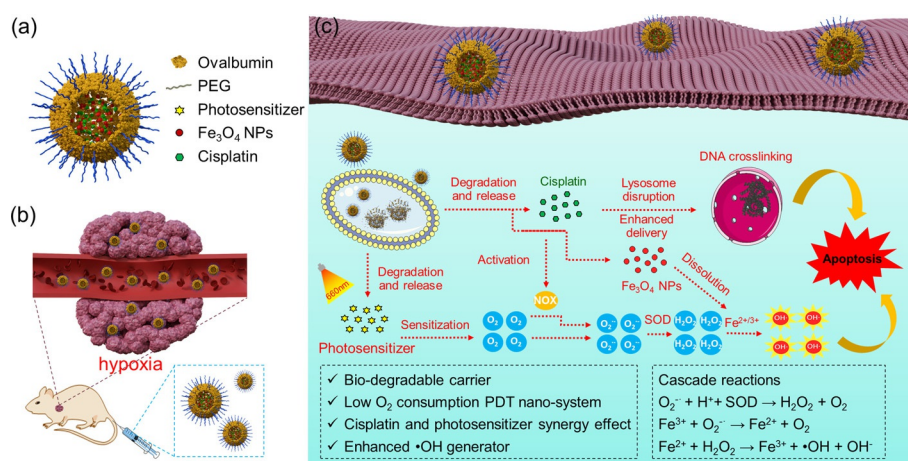 (a)
Ovalbumin
PEG
Photosensitizer
Fe₃O₄ NPs
Cisplatin
(b)
hypoxia
(c)
Degradation
and release
Cisplatin
Lysosome
disruption
Enhanced
delivery
DNA crosslinking
Activation
Fe₃O₄ NPs
Dissolution
Apoptosis
660nm
Degradation
and release
NOX
Photosensitizer
Sensitization
O₂ O₂
O₂ O₂
O₂⁻ O₂⁻
O₂⁻ O₂⁻
SOD
H₂O₂ H₂O₂
H₂O₂ H₂O₂
Fe²⁺/³⁺
OH· OH·
OH· OH·
✓ Bio-degradable carrier
✓ Low O₂ consumption PDT nano-system
✓ Cisplatin and photosensitizer synergy effect
✓ Enhanced •OH generator
Cascade reactions
O₂⁻· + H⁺+ SOD → H₂O₂ + O₂
Fe³⁺ + O₂⁻· → Fe²⁺ + O₂
Fe²⁺ + H₂O₂ → Fe³⁺ + •OH + OH⁻